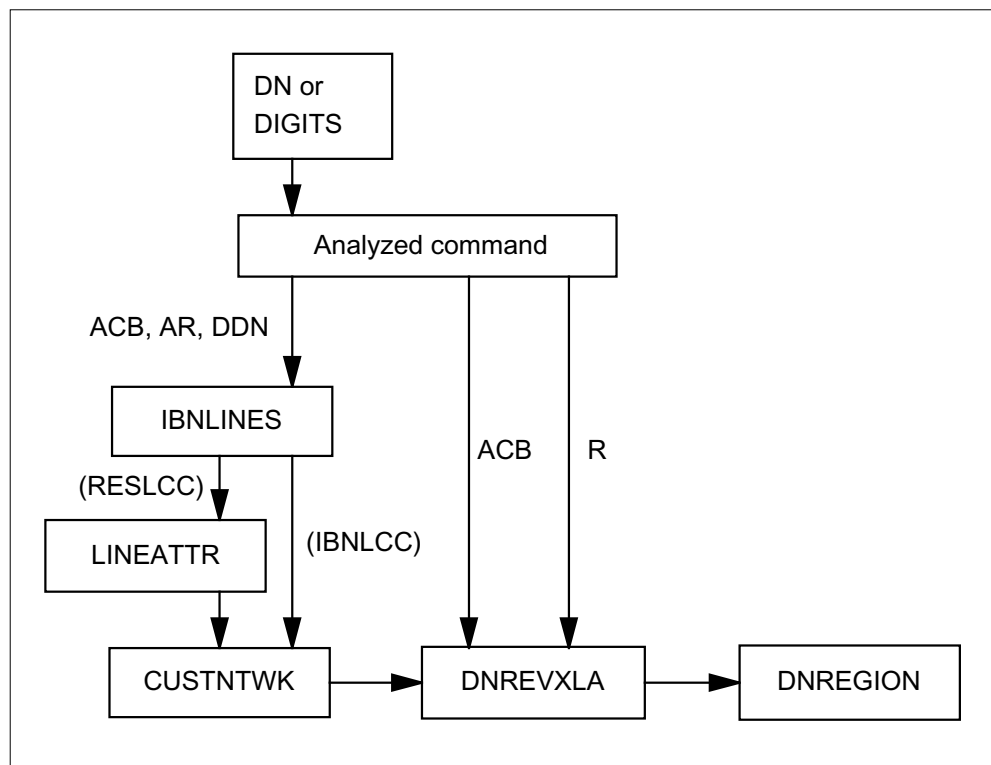 DN or
DIGITS
Analyzed command
ACB, AR, DDN
IBNLINES
ACB
R
(RESLCC)
(IBNLCC)
LINEATTR
CUSTNTWK
DNREVXLA
DNREGION